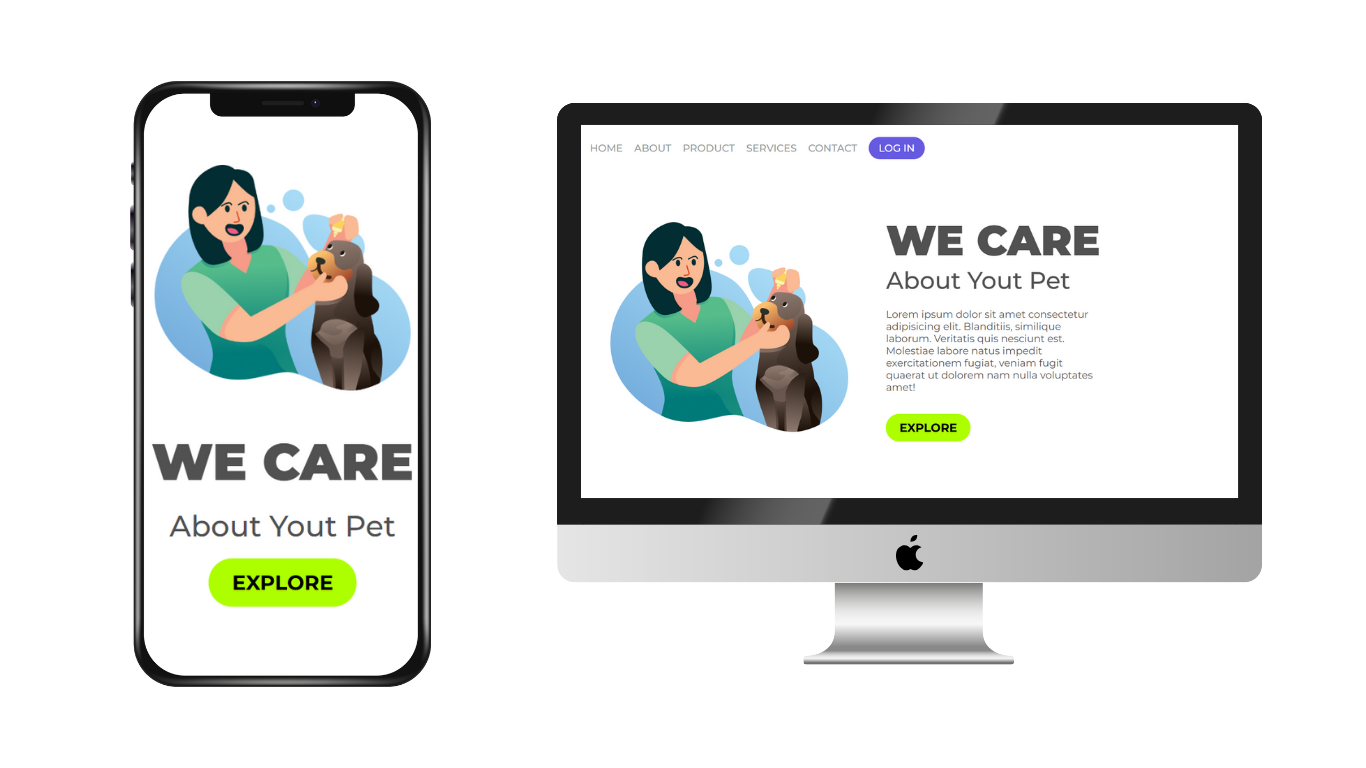 WE CARE
About Yout Pet
EXPLORE
HOME ABOUT PRODUCT SERVICES CONTACT LOG IN
WE CARE
About Yout Pet
Lorem ipsum dolor sit amet consectetur
adipisicing elit. Blanditiis, similique
laborum. Veritatis quis nesciunt est.
Molestiae labore natus impedit
exercitationem fugiat, veniam fugit
quaerat ut dolorem nam nulla voluptates
amet!
EXPLORE